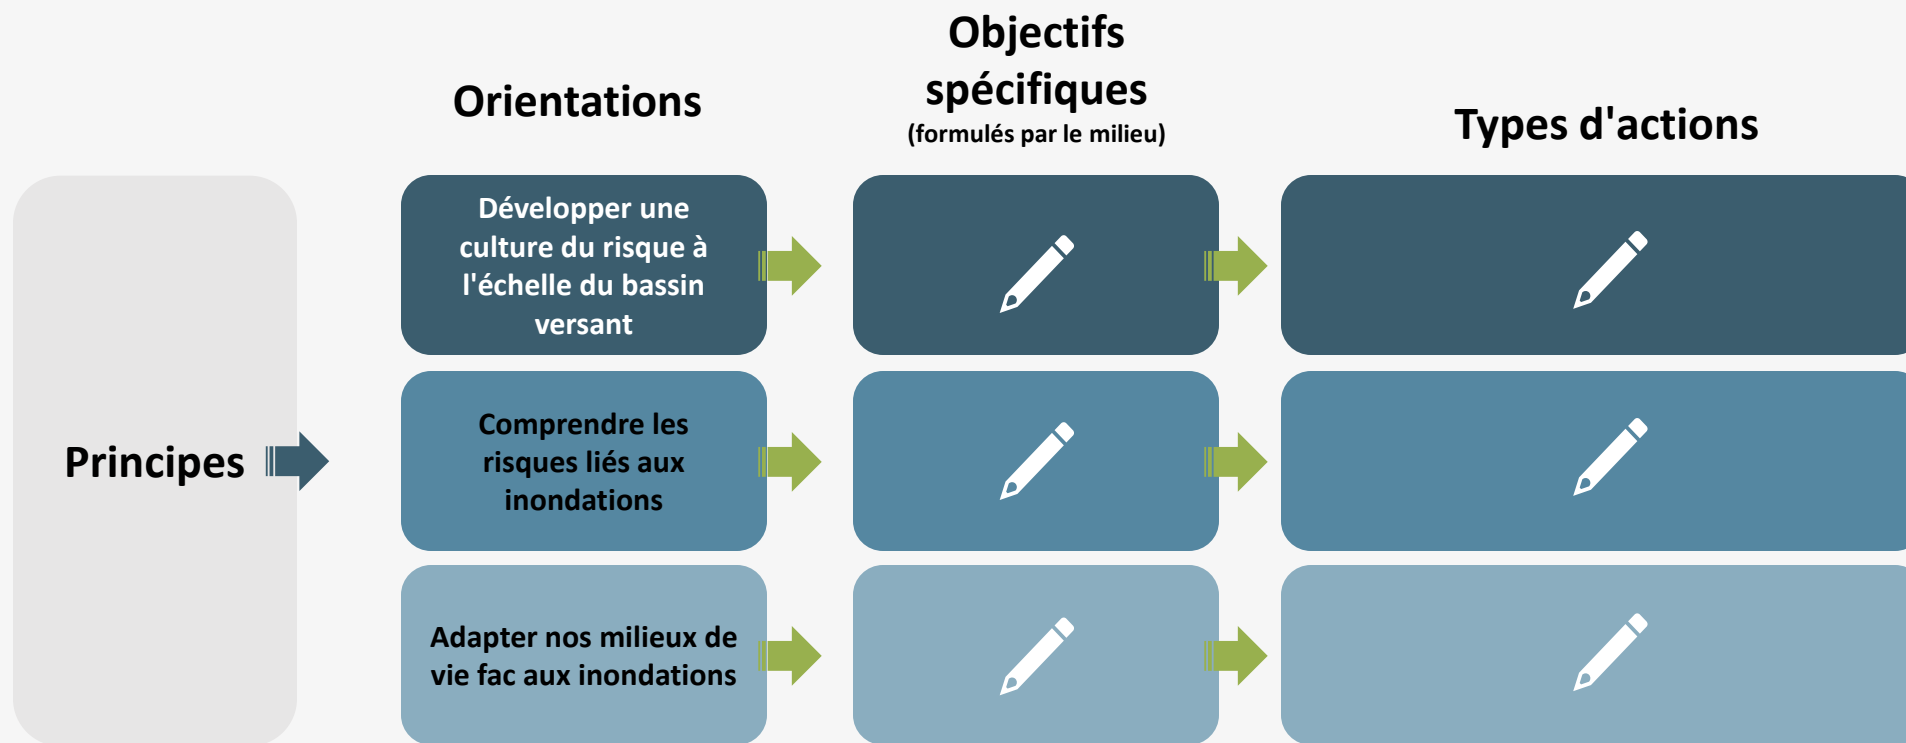 Orientations
Objectifs
spécifiques
(formulés par le milieu)
Types d'actions
Principes
Développer une
culture du risque à
l'échelle du bassin
versant
Comprendre les
risques liés aux
inondations
Adapter nos milieux de
vie fac aux inondations